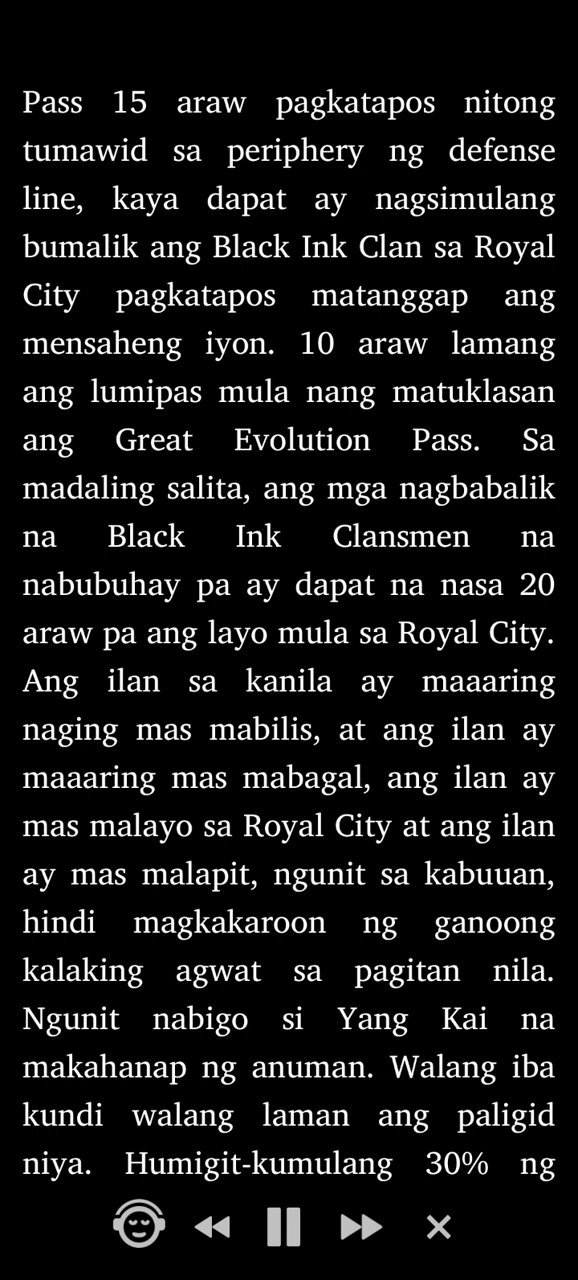 Pass 15 araw pagkatapos nitong
tumawid sa periphery ng defense
line, kaya dapat ay nagsimulang
bumalik ang Black Ink Clan sa Royal
City pagkatapos matanggap ang
mensaheng iyon. 10 araw lamang
ang lumipas mula nang matuklasan
ang Great Evolution Pass. Sa
madaling salita, ang mga nagbabalik
na Black Ink Clansmen na
nabubuhay pa ay dapat na nasa 20
araw pa ang layo mula sa Royal City.
Ang ilan sa kanila ay maaaring
naging mas mabilis, at ang ilan ay
maaaring mas mabagal, ang ilan ay
mas malayo sa Royal City at ang ilan
ay mas malapit, ngunit sa kabuuan,
hindi magkakaroon ng ganoong
kalaking agwat sa pagitan nila.
Ngunit nabigo si Yang Kai na
makahanap ng anuman. Walang iba
kundi walang laman ang paligid
niya. Humigit-kumulang 30% ng